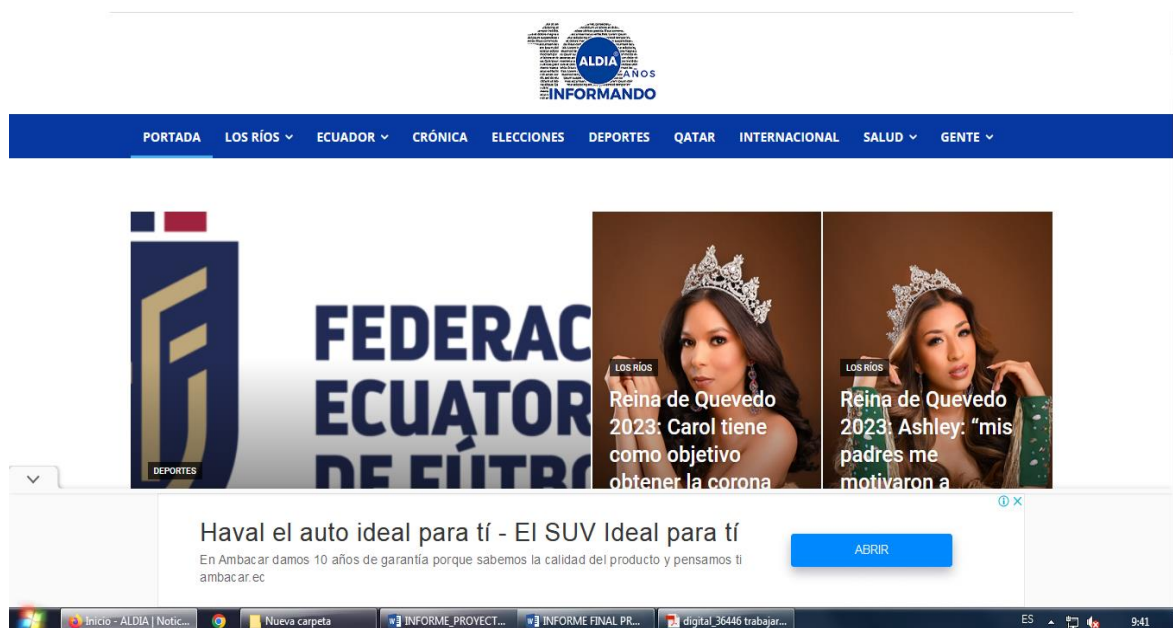 ALDIA
AÑOS
INFORMANDO
PORTADA LOS RÍOS ECUADOR CRÓNICA ELECCIONES DEPORTES QATAR INTERNACIONAL SALUD GENTE
FEDERAC
ECUATOR
DE FÚTB
DEPORTES
LOS RÍOS
Reina de Quevedo
2023: Carol tiene
como objetivo
obtener la corona
LOS RÍOS
Reina de Quevedo
2023: Ashley: “mis
padres me
motivaron a
Haval el auto ideal para tí - El SUV Ideal para tí
En Ambacar damos 10 años de garantía porque sabemos la calidad del producto y pensamos ti
ambacar.ec
ABRIR
Inicio - ALDIA | Notic... Nueva carpeta INFORME_PROYECT... INFORME FINAL PR... digital_36446 trabajar... ES 9:41